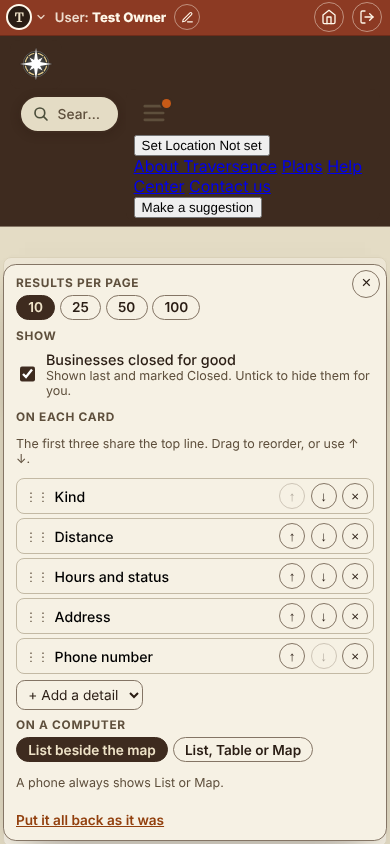 T
User: Test Owner
Sear...
Set Location Not set
About Traversence Plans Help
Center Contact us
Make a suggestion
RESULTS PER PAGE
×
10 25 50 100
SHOW
Businesses closed for good
Shown last and marked Closed. Untick to hide them for
you.
ON EACH CARD
The first three share the top line. Drag to reorder, or use ↑
↓.
Kind ↑ ↓ ×
Distance ↑ ↓ ×
Hours and status ↑ ↓ ×
Address ↑ ↓ ×
Phone number ↑ ↓ ×
+ Add a detail
ON A COMPUTER
List beside the map List, Table or Map
A phone always shows List or Map.
Put it all back as it was